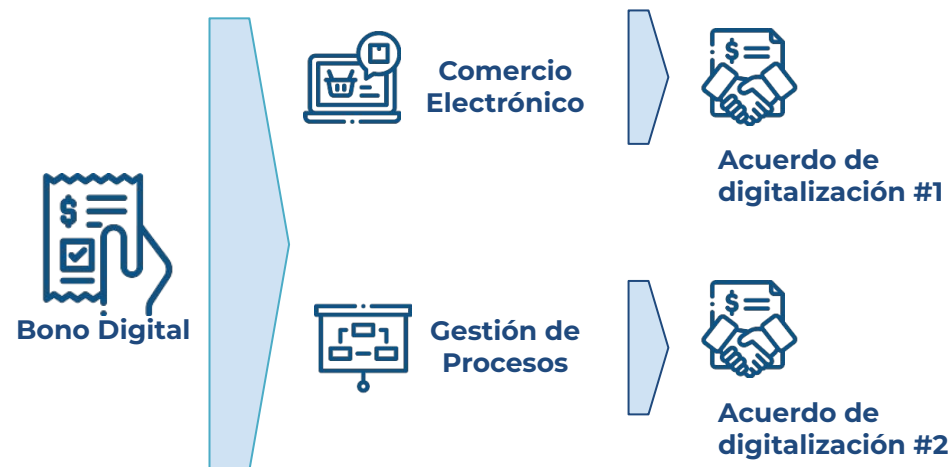 Bono Digital
Comercio
Electrónico
$
Acuerdo de
digitalización #1
Gestión de
Procesos
$
Acuerdo de
digitalización #2
$